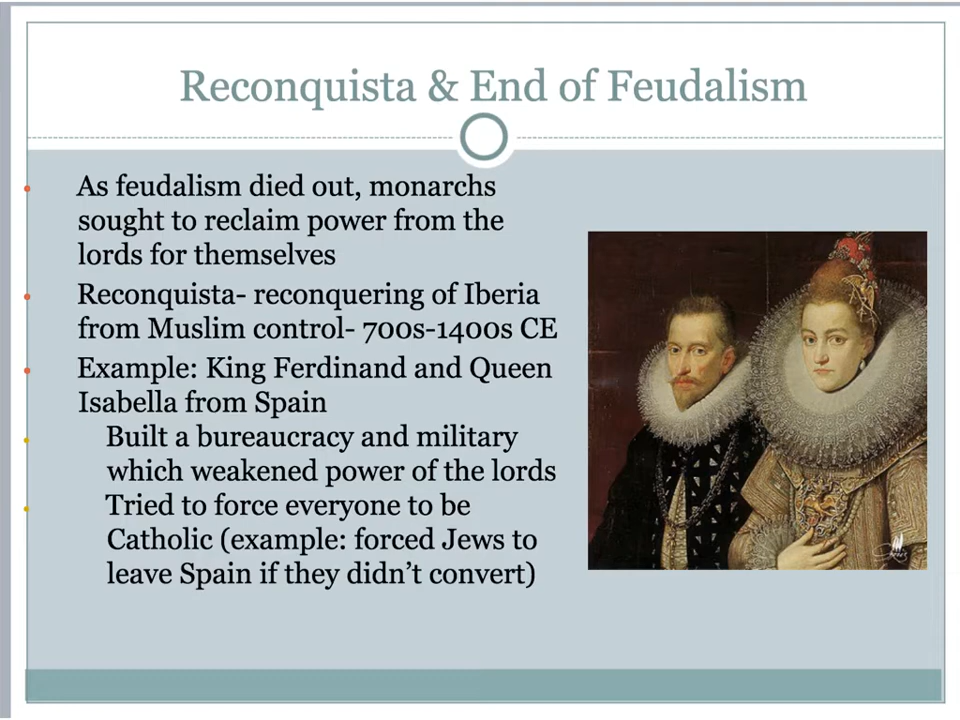 Reconquista & End of Feudalism
As feudalism died out, monarchs
sought to reclaim power from the
lords for themselves
Reconquista- reconquering of Iberia
from Muslim control- 700s-1400s CE
Example: King Ferdinand and Queen
Isabella from Spain
Built a bureaucracy and military
which weakened power of the lords
Tried to force everyone to be
Catholic (example: forced Jews to
leave Spain if they didn’t convert)